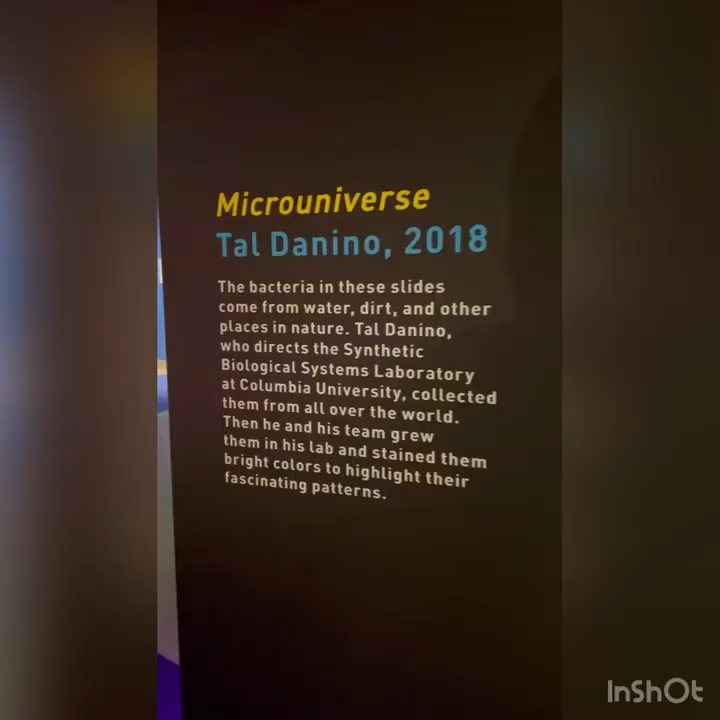 Microuniverse
Tal Danino, 2018
The bacteria in these slides
come from water, dirt, and other
places in nature. Tal Danino,
who directs the Synthetic
Biological Systems Laboratory
at Columbia University, collected
them from all over the world.
Then he and his team grew
them in his lab and stained them
bright colors to highlight their
fascinating patterns.
InShOt